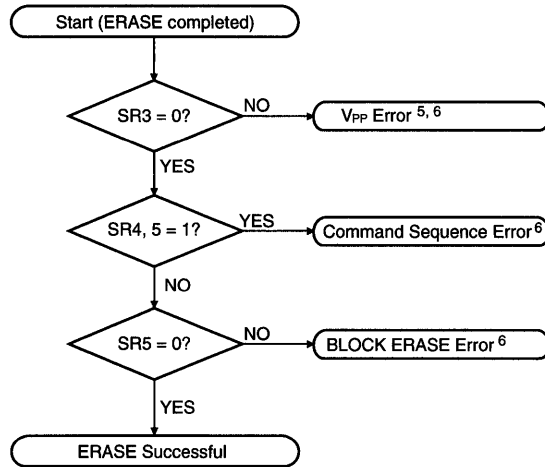 Start (ERASE completed)
SR3 = 0?
NO
VPP Error 5, 6
YES
SR4, 5 = 1?
YES
Command Sequence Error 6
NO
SR5 = 0?
NO
BLOCK ERASE Error 6
YES
ERASE Successful